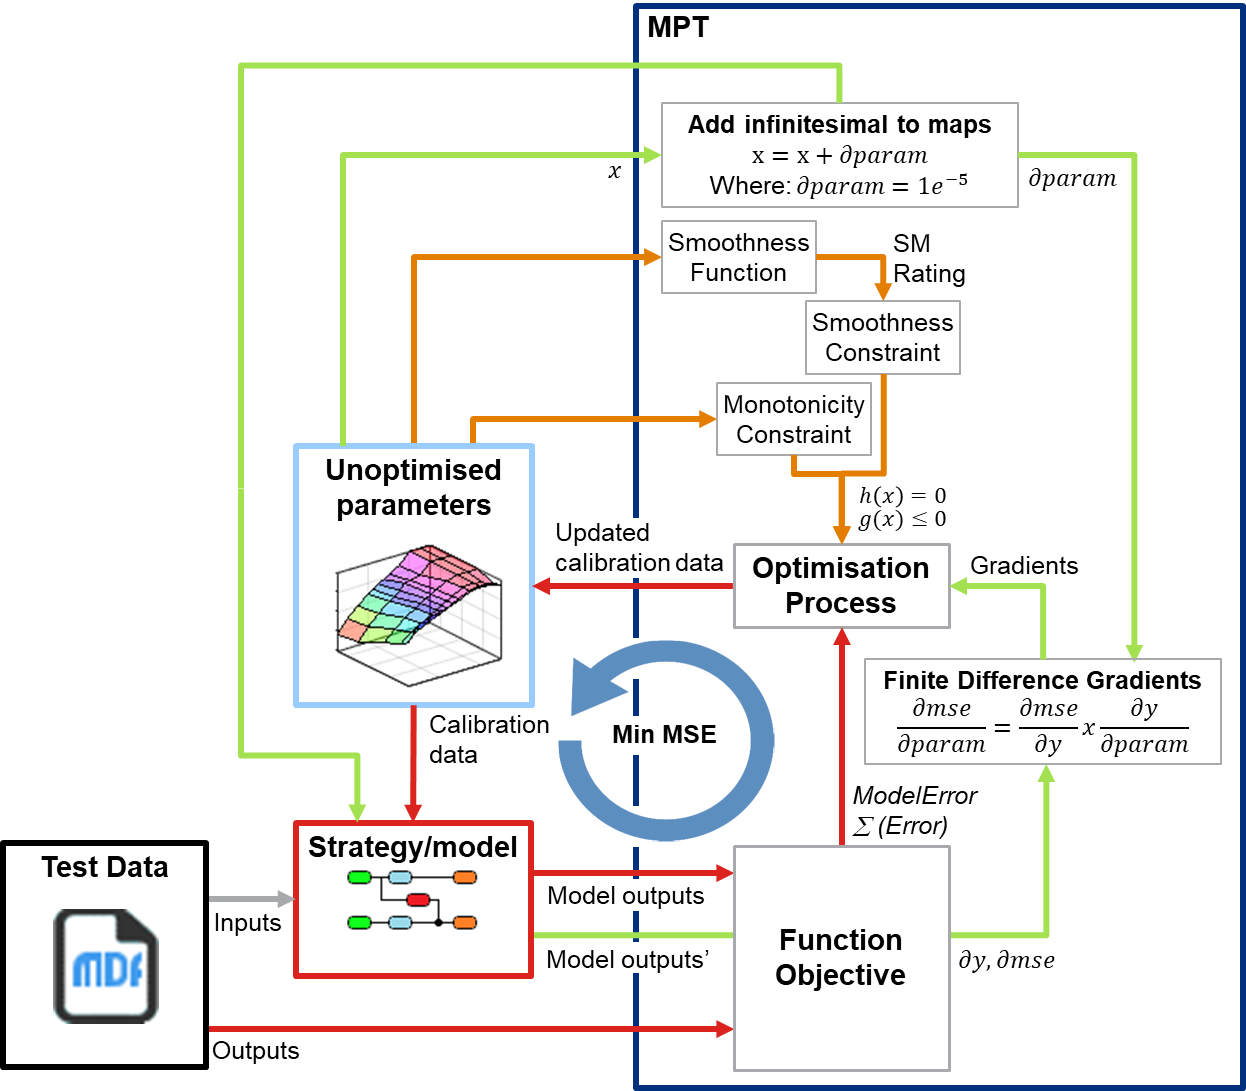 MPT
Add infinitesimal to maps
x = x + ∂param
Where: ∂param = 1e⁻⁵
x
∂param
Smoothness
Function
SM
Rating
Smoothness
Constraint
Monotonicity
Constraint
h(x) = 0
g(x) ≤ 0
Unoptimised
parameters
Updated
calibration data
Optimisation
Process
Gradients
Finite Difference Gradients
∂mse/∂param = ∂mse/∂y x ∂y/∂param
Min MSE
Calibration
data
ModelError
∑ (Error)
Strategy/model
Test Data
MDF
Inputs
Model outputs
Model outputs’
Function
Objective
∂y, ∂mse
Outputs